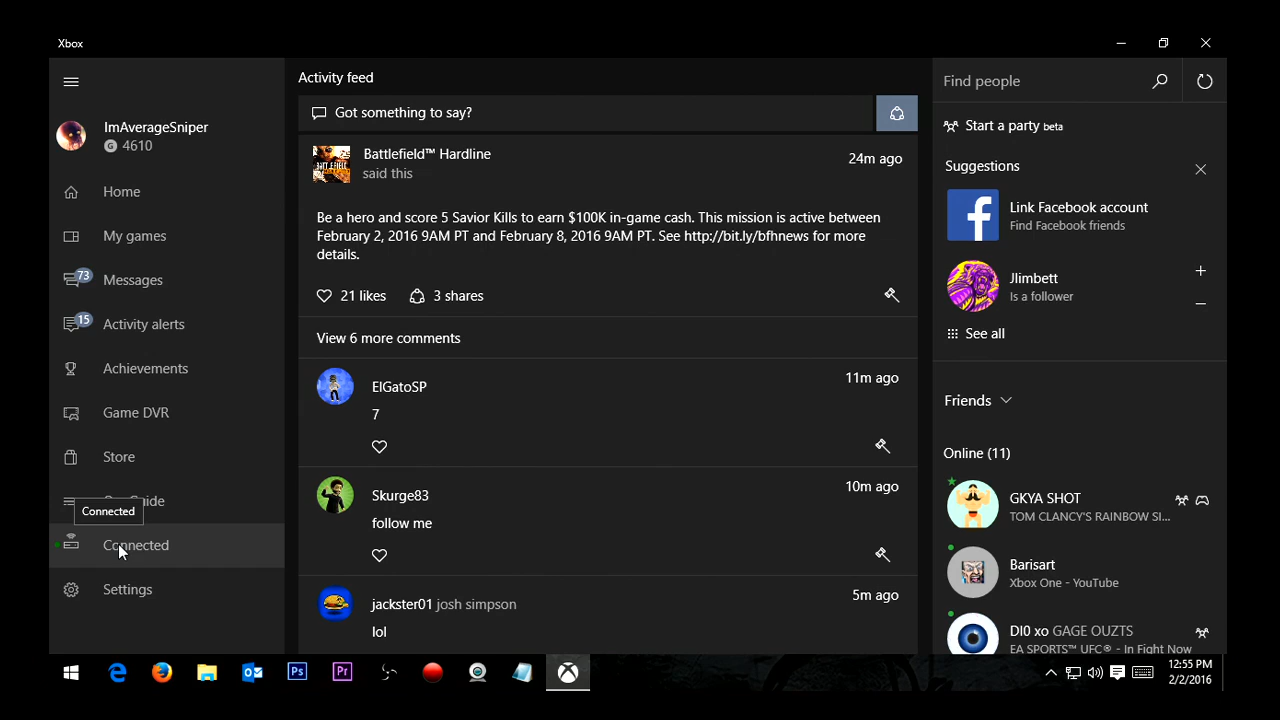 Xbox
ImAverageSniper
G 4610
Home
My games
73
Messages
15
Activity alerts
Achievements
Game DVR
Store
Guide
Connected
Connected
Settings
Activity feed
Got something to say?
Battlefield™ Hardline
24m ago
said this
Be a hero and score 5 Savior Kills to earn $100K in-game cash. This mission is active between
February 2, 2016 9AM PT and February 8, 2016 9AM PT. See http://bit.ly/bfhnews for more
details.
21 likes
3 shares
View 6 more comments
ElGatoSP
11m ago
7
Skurge83
10m ago
follow me
jackster01 josh simpson
5m ago
lol
Find people
Start a party beta
Suggestions
Link Facebook account
Find Facebook friends
Jlimbett
Is a follower
See all
Friends
Online (11)
GKYA SHOT
TOM CLANCY'S RAINBOW SI...
Barisart
Xbox One - YouTube
DI0 xo GAGE OUZTS
EA SPORTS™ UFC® - In Fight Now
Ps
Pr
12:55 PM
2/2/2016